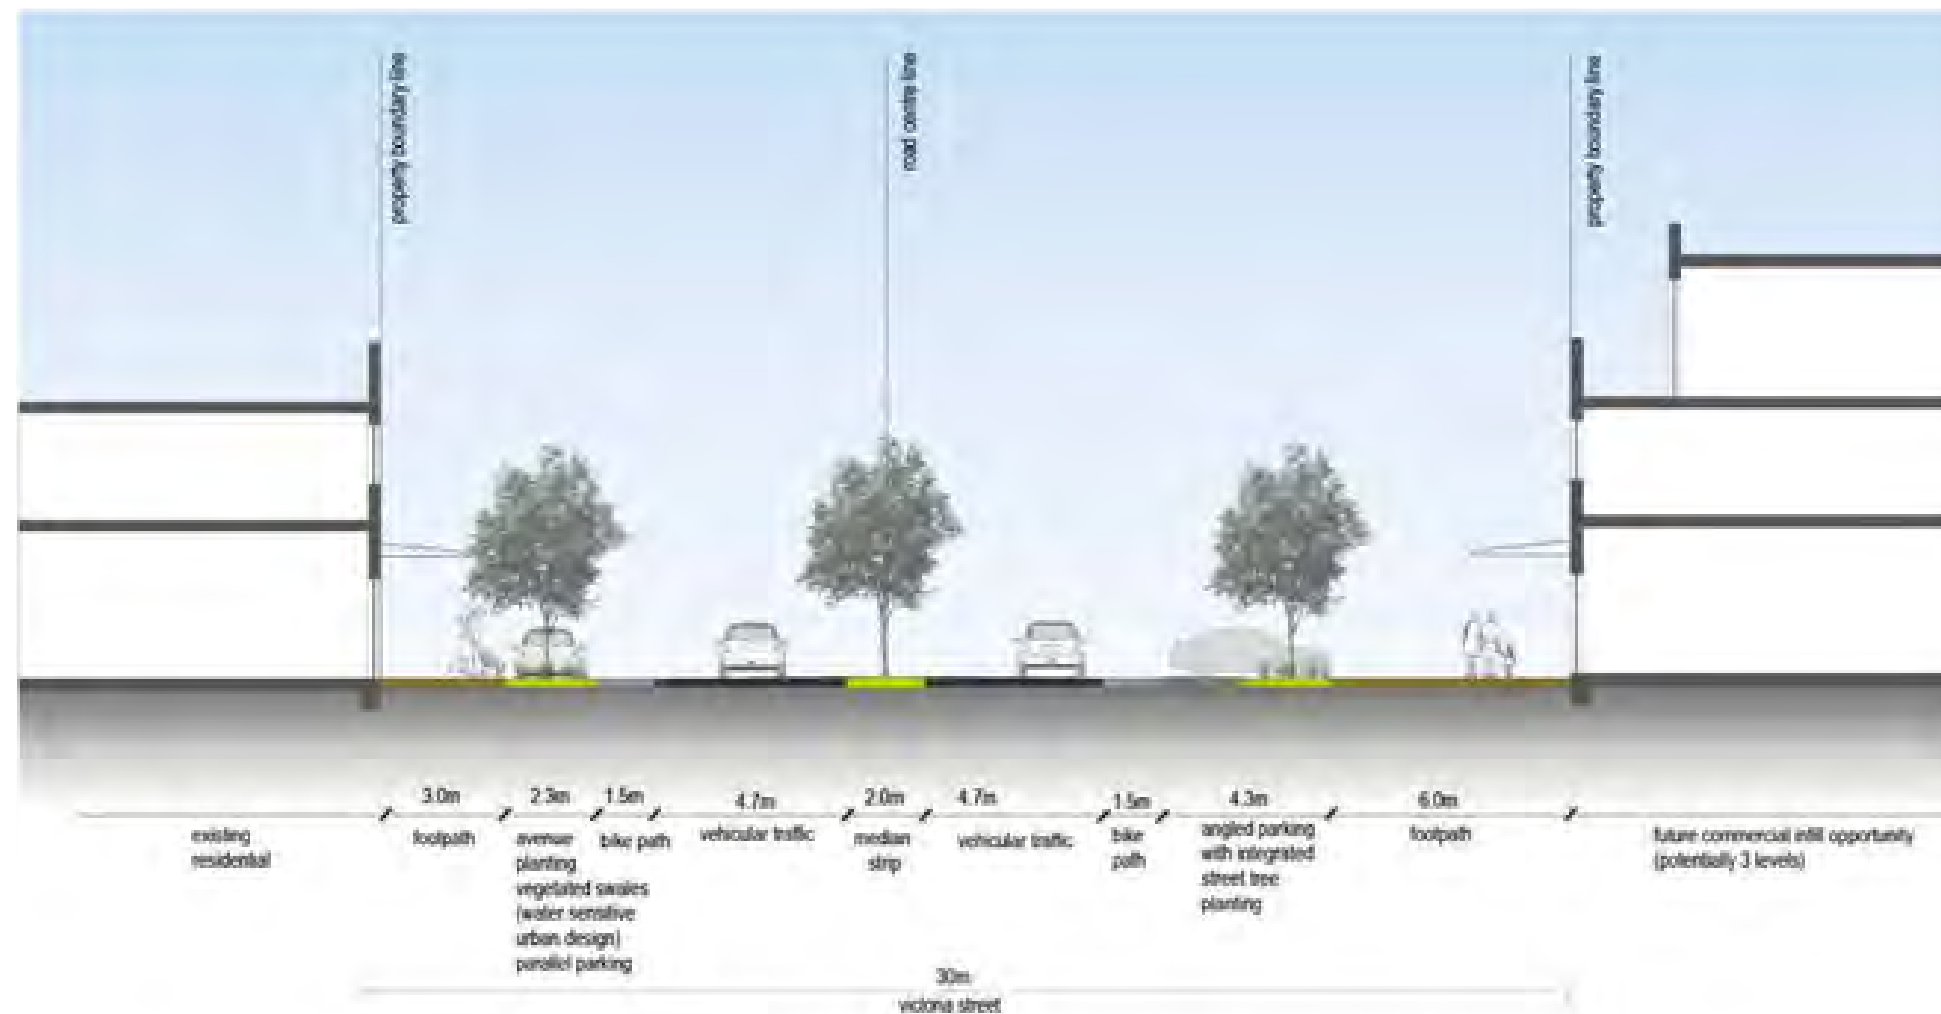 property boundary line
road centre line
property boundary line
3.0m
2.3m
1.5m
4.7m
2.0m
4.7m
1.5m
4.3m
6.0m
existing
residential
footpath
avenue
planting
vegetated swales
(water sensitive
urban design)
parallel parking
bike path
vehicular traffic
median
strip
vehicular traffic
bike
path
angled parking
with integrated
street tree
planting
footpath
future commercial infill opportunity
(potentially 3 levels)
30m
victoria street